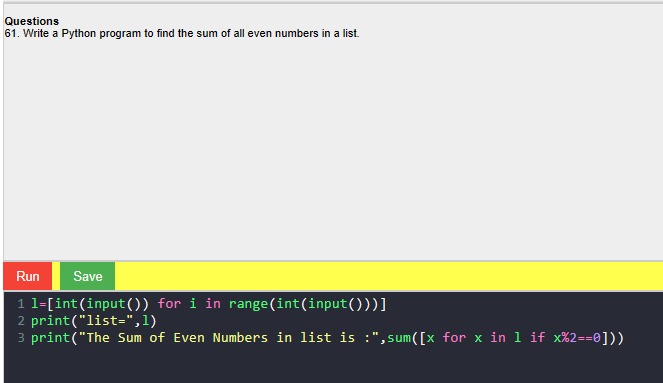 Questions
61. Write a Python program to find the sum of all even numbers in a list.
Run Save
1 l=[int(input()) for i in range(int(input()))]
2 print("list=",l)
3 print("The Sum of Even Numbers in list is :",sum([x for x in l if x%2==0]))